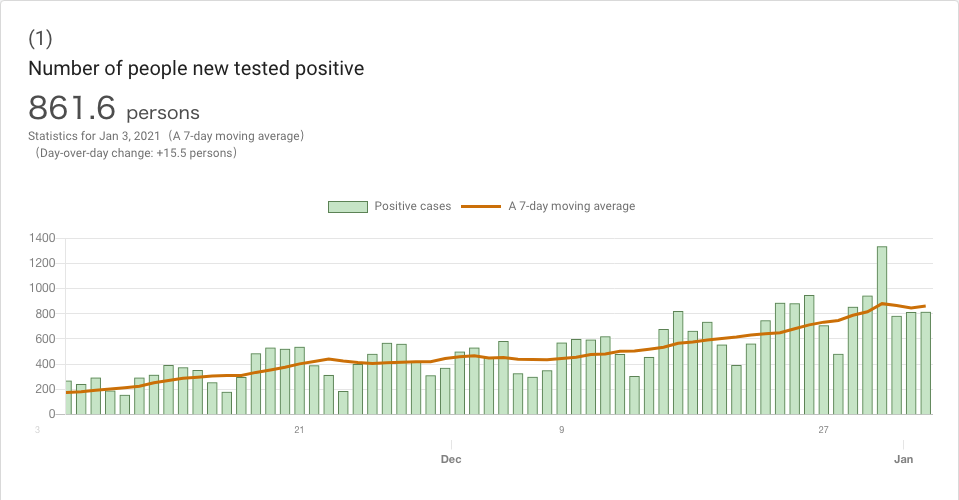 (1)
Number of people new tested positive
861.6 persons
Statistics for Jan 3, 2021 （A 7-day moving average）
（Day-over-day change: +15.5 persons）
Positive cases A 7-day moving average
1400
1200
1000
800
600
400
200
0
3 21 9 27
Dec Jan